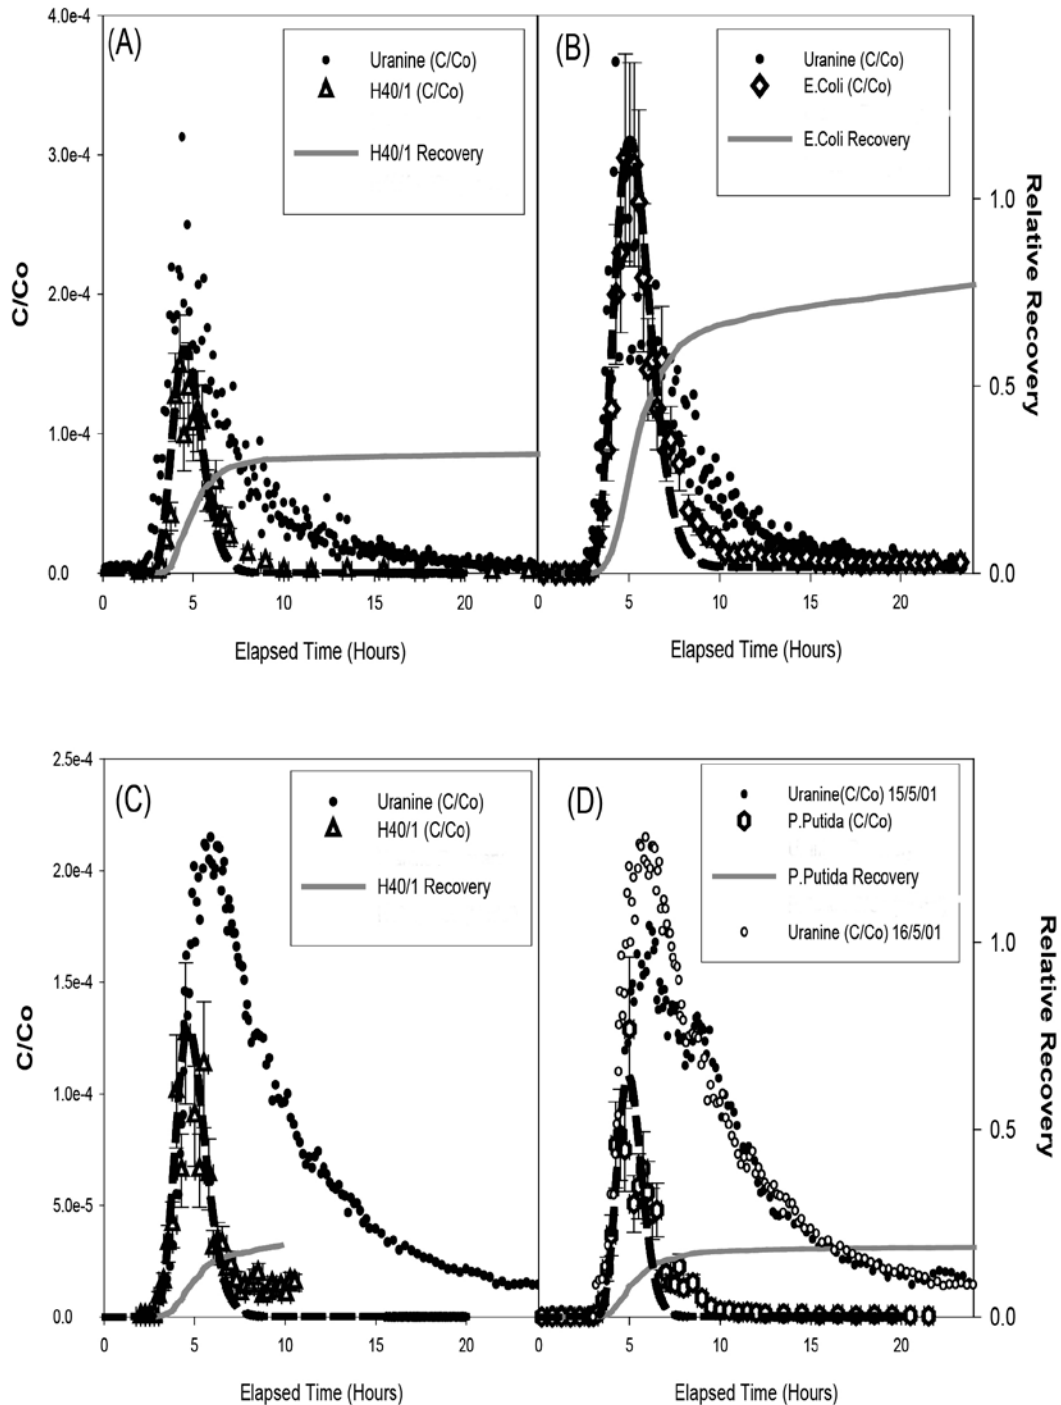 (A)
Uranine (C/Co)
H40/1 (C/Co)
H40/1 Recovery
4.0e-4
3.0e-4
2.0e-4
1.0e-4
0.0
C/Co
0 5 10 15 20
Elapsed Time (Hours)
(B)
Uranine (C/Co)
E.Coli (C/Co)
E.Coli Recovery
1.0
0.5
0.0
Relative Recovery
0 5 10 15 20
Elapsed Time (Hours)
(C)
Uranine (C/Co)
H40/1 (C/Co)
H40/1 Recovery
2.5e-4
2.0e-4
1.5e-4
1.0e-4
5.0e-5
0.0
C/Co
0 5 10 15 20
Elapsed Time (Hours)
(D)
Uranine(C/Co) 15/5/01
P.Putida (C/Co)
P.Putida Recovery
Uranine (C/Co) 16/5/01
1.0
0.5
0.0
Relative Recovery
0 5 10 15 20
Elapsed Time (Hours)